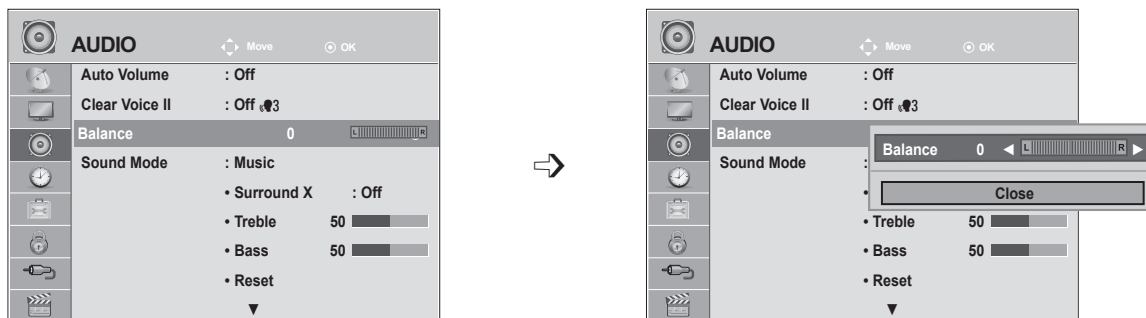 AUDIO Move OK
Auto Volume : Off
Clear Voice II : Off 3
Balance 0 L R
Sound Mode : Music
• Surround X : Off
• Treble 50
• Bass 50
• Reset
AUDIO Move OK
Auto Volume : Off
Clear Voice II : Off 3
Balance
Balance 0 L R
Sound Mode :
Close
•
• Treble 50
• Bass 50
• Reset